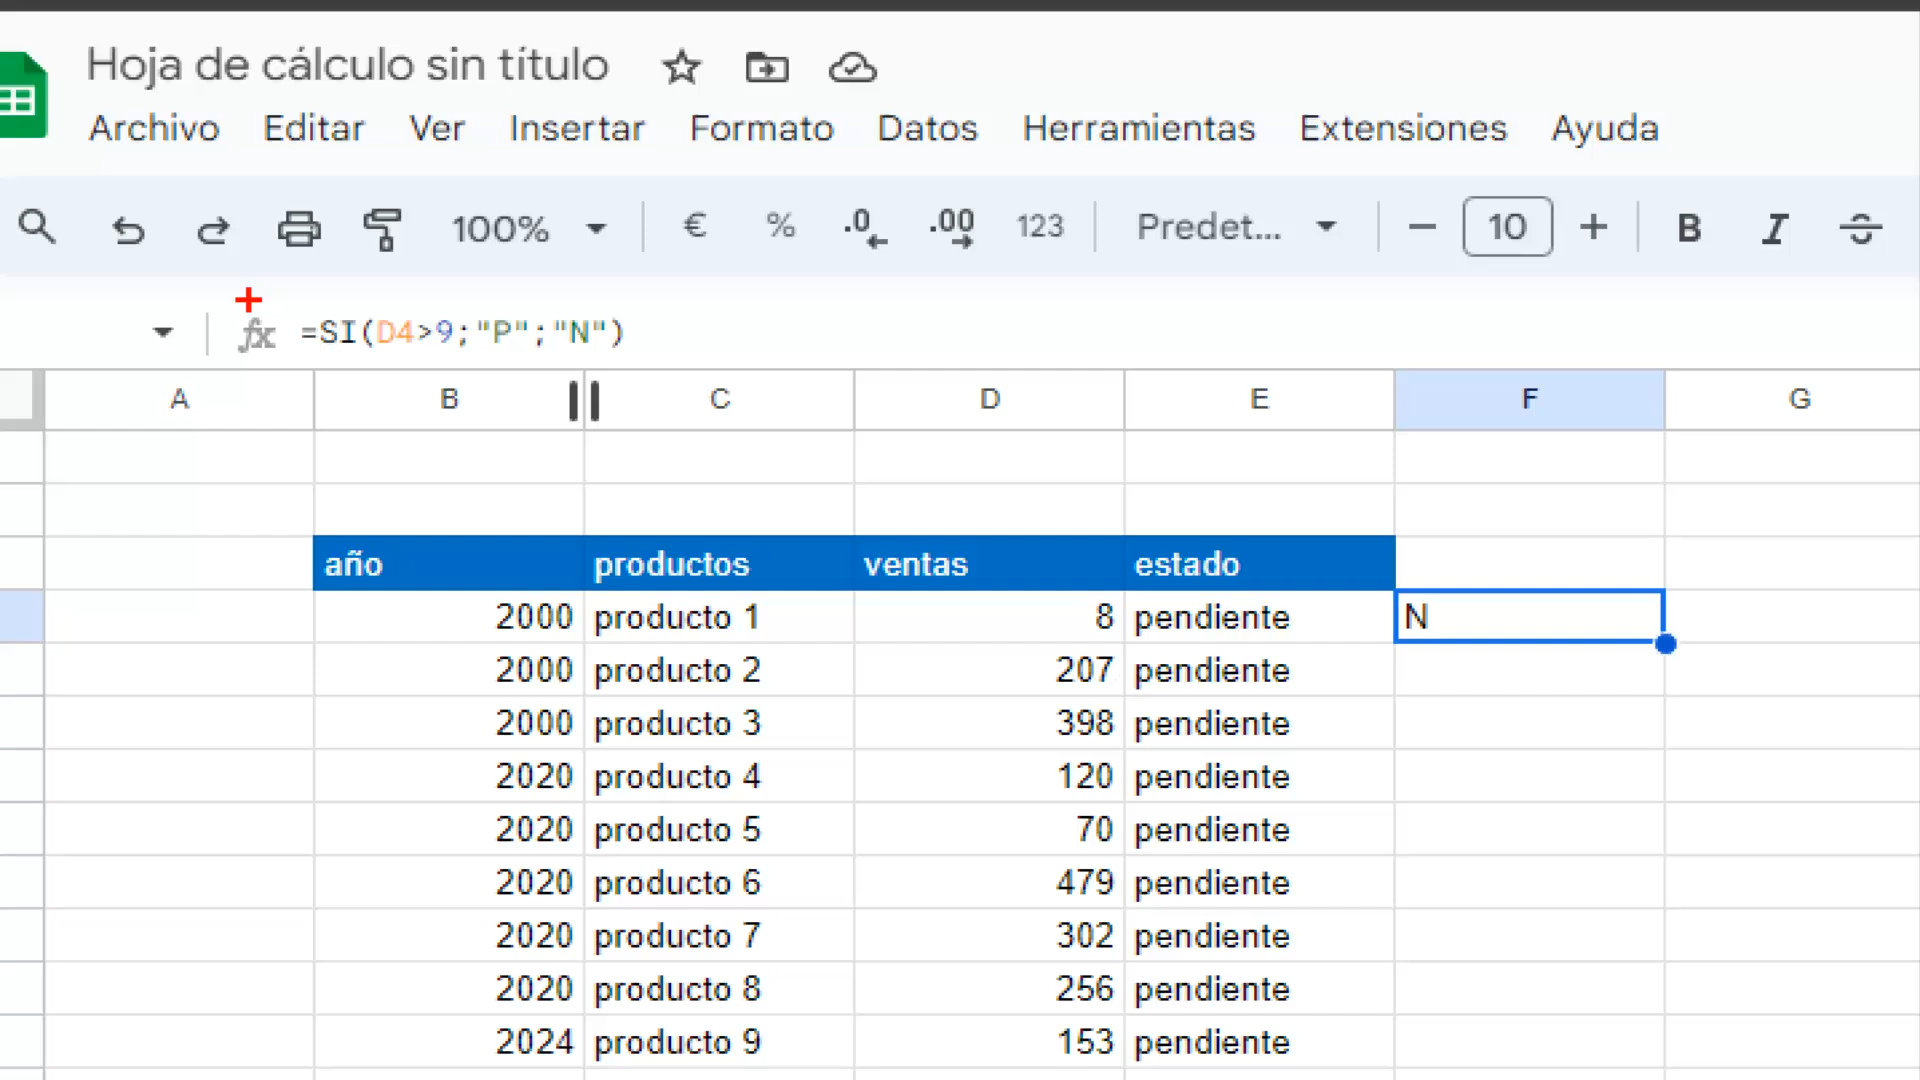 Hoja de cálculo sin título
Archivo Editar Ver Insertar Formato Datos Herramientas Extensiones Ayuda
100% € % .0 .00 123 Predet... 10 B I S
fx =SI(D4>9;"P";"N")
A B C D E F G
año productos ventas estado
2000 producto 1 8 pendiente N
2000 producto 2 207 pendiente
2000 producto 3 398 pendiente
2020 producto 4 120 pendiente
2020 producto 5 70 pendiente
2020 producto 6 479 pendiente
2020 producto 7 302 pendiente
2020 producto 8 256 pendiente
2024 producto 9 153 pendiente